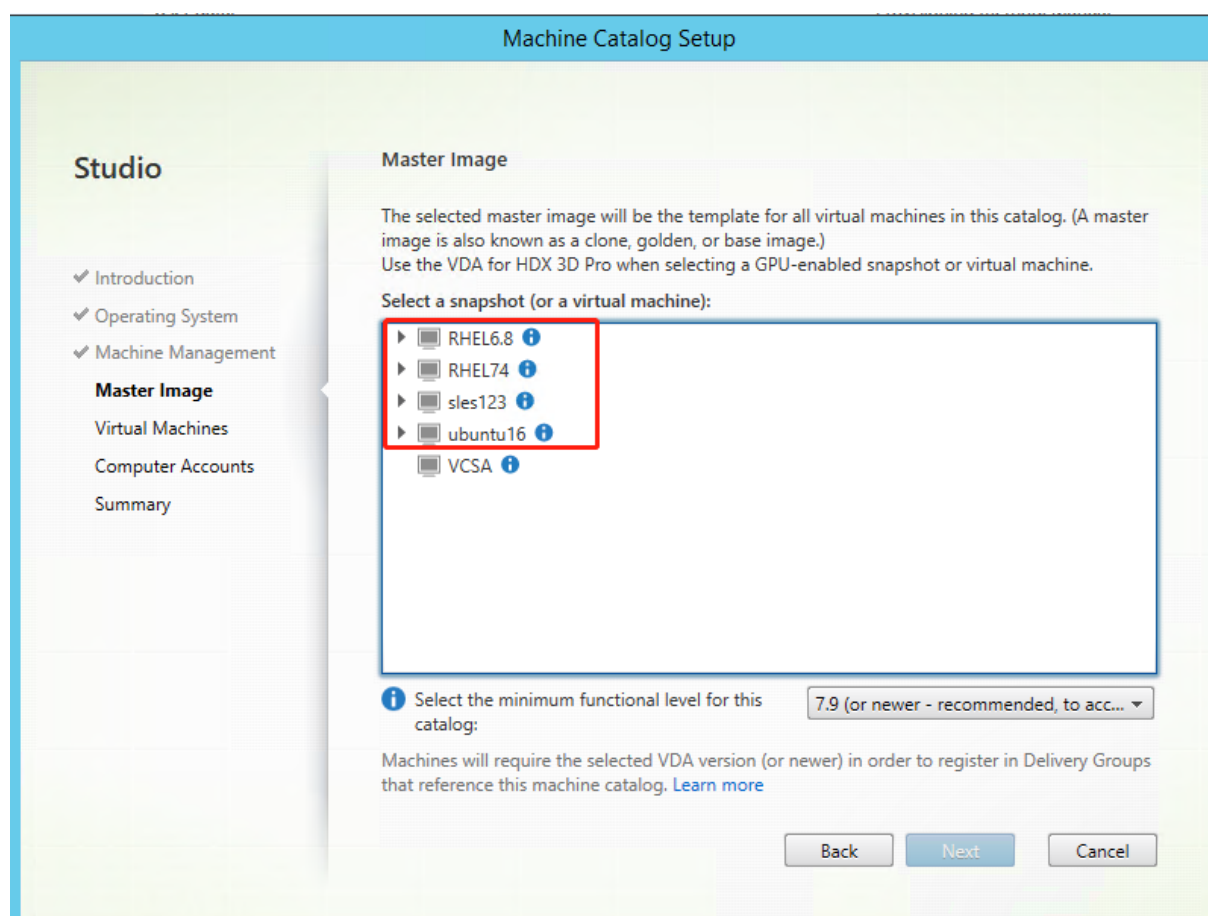 Machine Catalog Setup
Studio
Introduction
Operating System
Machine Management
Master Image
Virtual Machines
Computer Accounts
Summary
Master Image
The selected master image will be the template for all virtual machines in this catalog. (A master
image is also known as a clone, golden, or base image.)
Use the VDA for HDX 3D Pro when selecting a GPU-enabled snapshot or virtual machine.
Select a snapshot (or a virtual machine):
RHEL6.8
RHEL74
sles123
ubuntu16
VCSA
Select the minimum functional level for this
catalog:
7.9 (or newer - recommended, to acc...
Machines will require the selected VDA version (or newer) in order to register in Delivery Groups
that reference this machine catalog. Learn more
Back
Next
Cancel